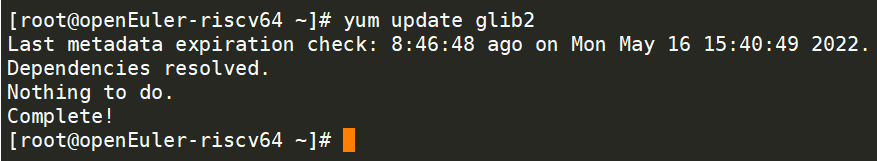 [root@openEuler-riscv64 ~]# yum update glib2
Last metadata expiration check: 8:46:48 ago on Mon May 16 15:40:49 2022.
Dependencies resolved.
Nothing to do.
Complete!
[root@openEuler-riscv64 ~]#